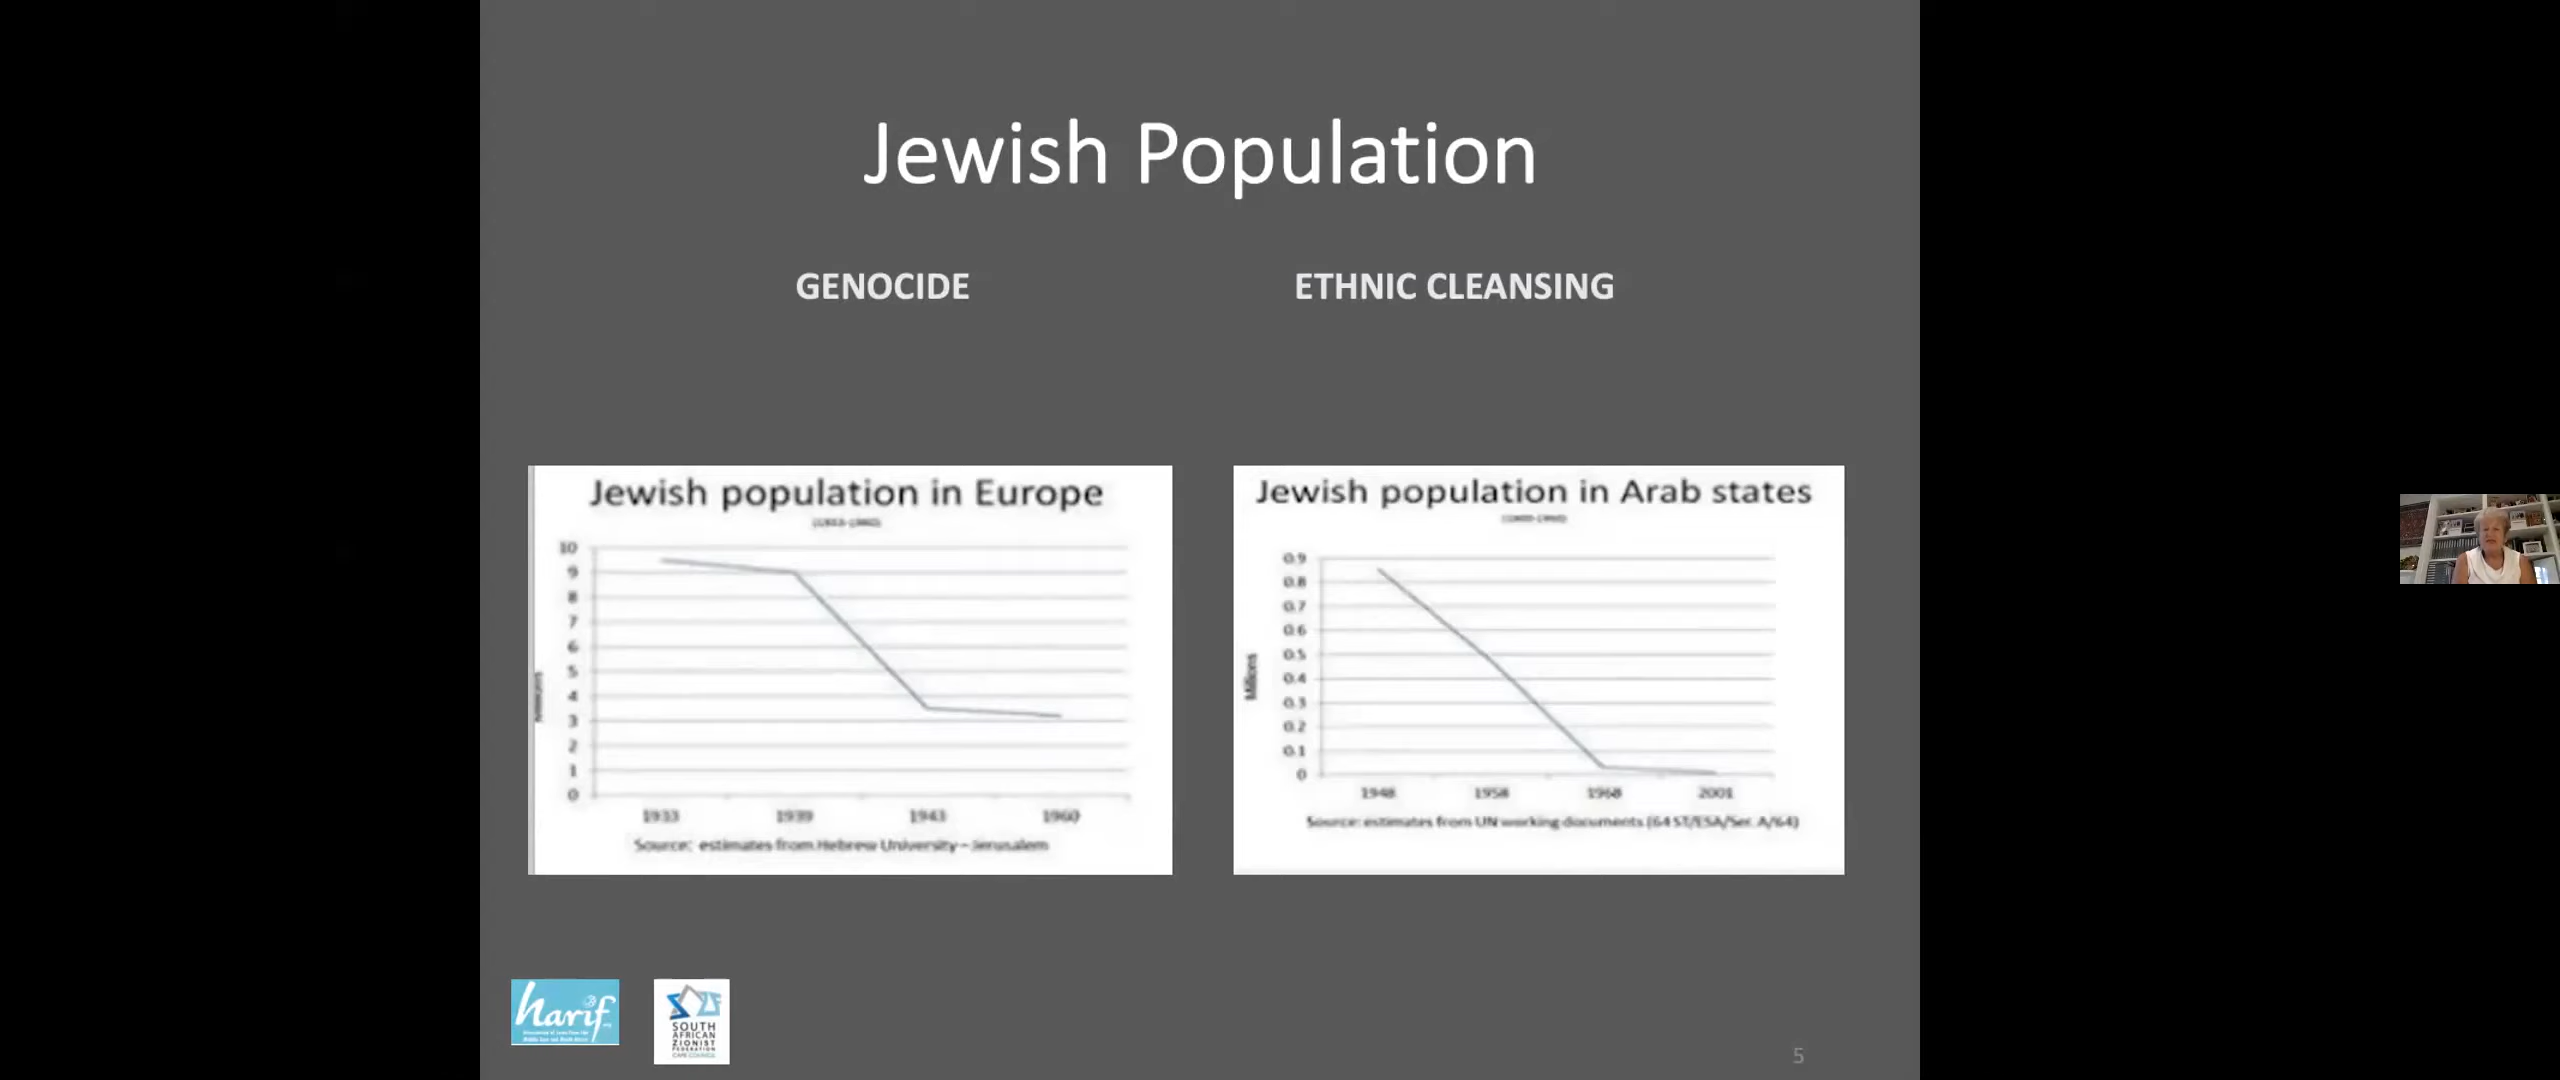 Jewish Population
GENOCIDE
ETHNIC CLEANSING
Jewish population in Europe
10
9
8
7
6
5
4
3
2
1
0
1933
1939
1943
1960
Source: estimates from Hebrew University – Jerusalem
Jewish population in Arab states
Millions
0.9
0.8
0.7
0.6
0.5
0.4
0.3
0.2
0.1
0
1948
1958
1968
2001
Source: estimates from UN working documents (64 ST/ESA/Ser. A/64)
harif
SOUTH
AFRICAN
ZIONIST
FEDERATION
CAPE COUNCIL
5